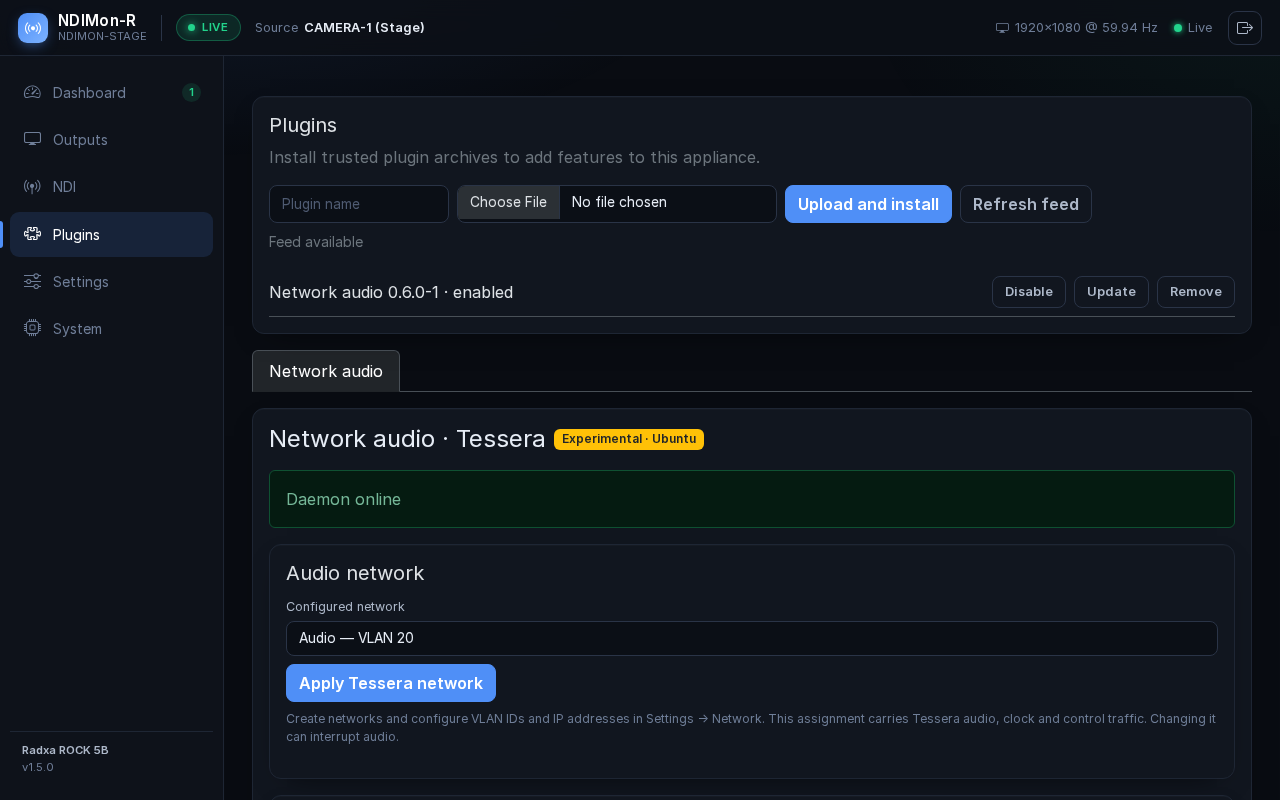 NDIMon-R
NDIMON-STAGE
LIVE
Source CAMERA-1 (Stage)
1920×1080 @ 59.94 Hz
Live
Dashboard
1
Outputs
NDI
Plugins
Settings
System
Radxa ROCK 5B
v1.5.0
Plugins
Install trusted plugin archives to add features to this appliance.
Plugin name
Choose File
No file chosen
Upload and install
Refresh feed
Feed available
Network audio 0.6.0-1 · enabled
Disable
Update
Remove
Network audio
Network audio · Tessera
Experimental · Ubuntu
Daemon online
Audio network
Configured network
Audio — VLAN 20
Apply Tessera network
Create networks and configure VLAN IDs and IP addresses in Settings → Network. This assignment carries Tessera audio, clock and control traffic. Changing it
can interrupt audio.